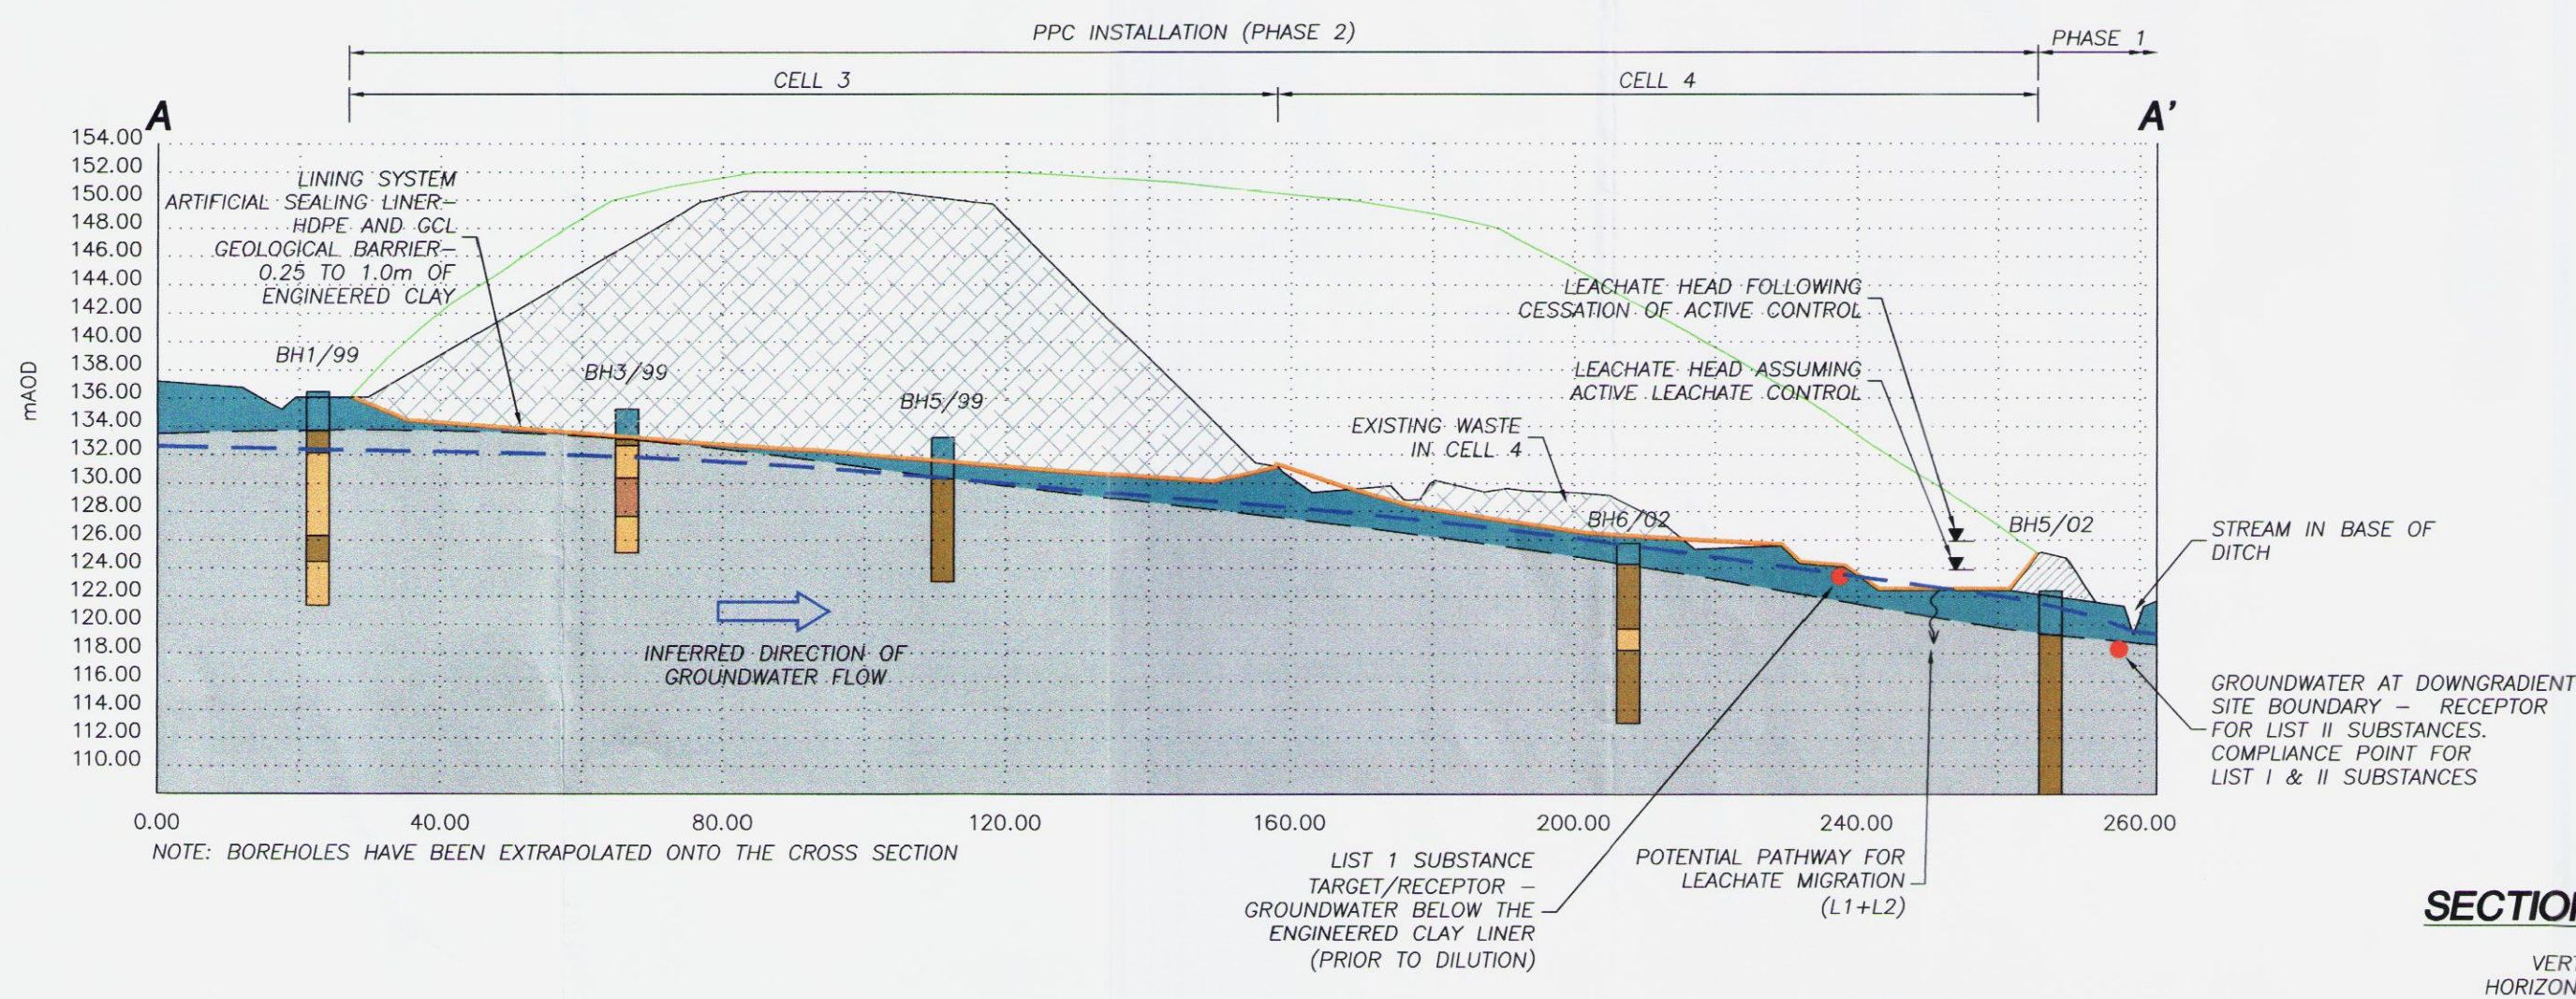 PPC INSTALLATION (PHASE 2)
PHASE 1
CELL 3
CELL 4
A
A'
154.00
152.00
150.00
148.00
146.00
144.00
142.00
140.00
138.00
136.00
134.00
132.00
130.00
128.00
126.00
124.00
122.00
120.00
118.00
116.00
114.00
112.00
110.00
mAOD
LINING SYSTEM
ARTIFICIAL SEALING LINER–
HDPE AND GCL
GEOLOGICAL BARRIER–
0.25 TO 1.0m OF
ENGINEERED CLAY
BH1/99
BH3/99
BH5/99
LEACHATE HEAD FOLLOWING
CESSATION OF ACTIVE CONTROL
LEACHATE HEAD ASSUMING
ACTIVE LEACHATE CONTROL
EXISTING WASTE
IN CELL 4
BH6/02
BH5/02
STREAM IN BASE OF
DITCH
INFERRED DIRECTION OF
GROUNDWATER FLOW
GROUNDWATER AT DOWNGRADIENT
SITE BOUNDARY – RECEPTOR
FOR LIST II SUBSTANCES.
COMPLIANCE POINT FOR
LIST I & II SUBSTANCES
0.00 40.00 80.00 120.00 160.00 200.00 240.00 260.00
NOTE: BOREHOLES HAVE BEEN EXTRAPOLATED ONTO THE CROSS SECTION
LIST 1 SUBSTANCE
TARGET/RECEPTOR –
GROUNDWATER BELOW THE
ENGINEERED CLAY LINER
(PRIOR TO DILUTION)
POTENTIAL PATHWAY FOR
LEACHATE MIGRATION
(L1+L2)